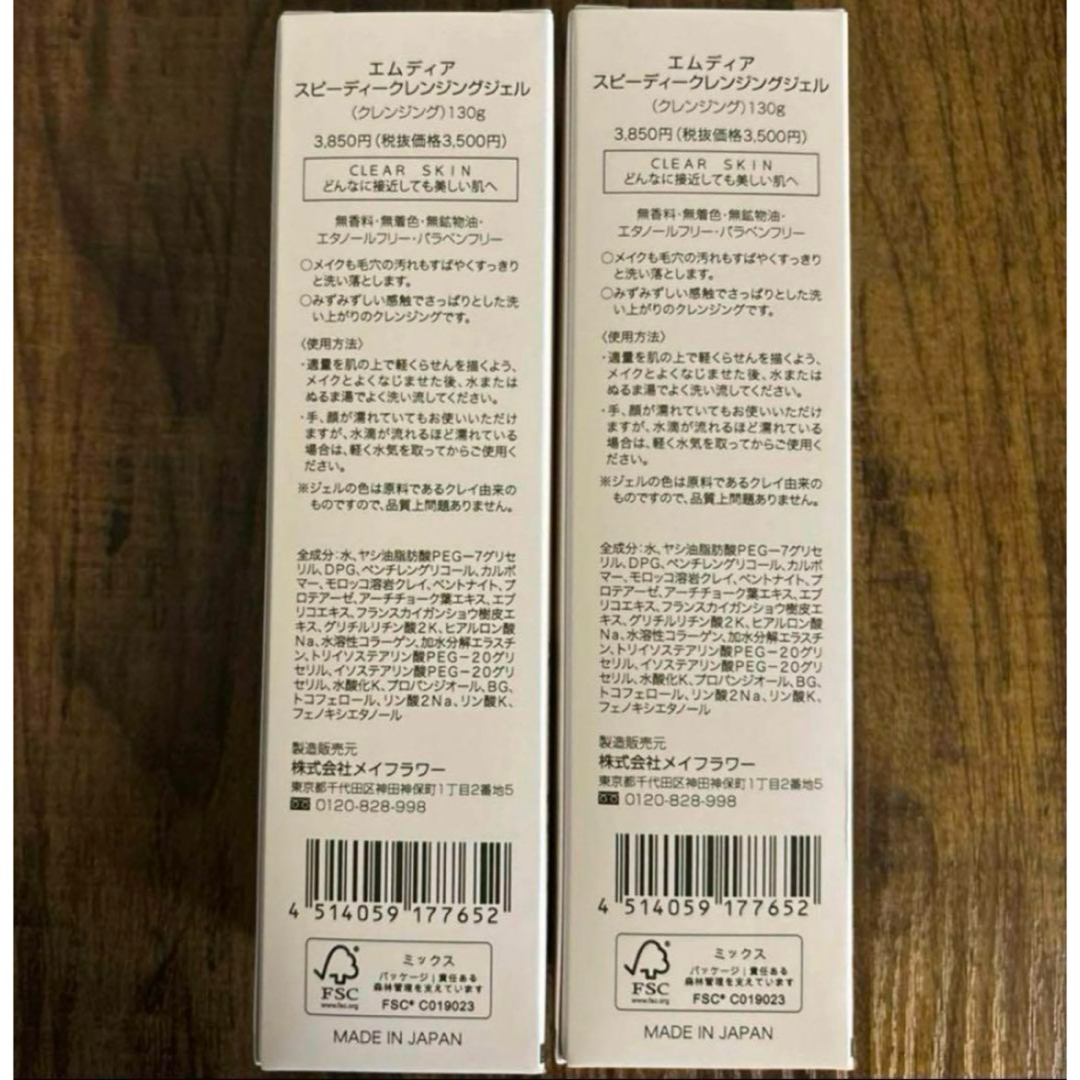 エムディア
スピーディークレンジングジェル
(クレンジング)130g
3,850円(税抜価格3,500円)
CLEAR SKIN
どんなに接近しても美しい肌へ
無香料・無着色・無鉱物油・
エタノールフリー・パラベンフリー
○メイクも毛穴の汚れもすばやくすっきり
と洗い落とします。
○みずみずしい感触でさっぱりとした洗
い上がりのクレンジングです。
〈使用方法〉
・適量を肌の上で軽くらせんを描くよう、
メイクとよくなじませた後、水または
ぬるま湯でよく洗い流してください。
・手、顔が濡れていてもお使いいただけ
ますが、水滴が流れるほど濡れている
場合は、軽く水気を取ってからご使用く
ださい。
※ジェルの色は原料であるクレイ由来の
ものですので、品質上問題ありません。
全成分:水、ヤシ油脂肪酸PEG-7グリセ
リル、DPG、ペンチレングリコール、カルボ
マー、モロッコ溶岩クレイ、ベントナイト、プ
ロテアーゼ、アーチチョーク葉エキス、エブ
リコエキス、フランスカイガンショウ樹皮エ
キス、グリチルリチン酸2K、ヒアルロン酸
Na、水溶性コラーゲン、加水分解エラスチ
ン、トリイソステアリン酸PEG-20グリ
セリル、イソステアリン酸PEG-20グリ
セリル、水酸化K、プロパンジオール、BG、
トコフェロール、リン酸2Na、リン酸K、
フェノキシエタノール
製造販売元
株式会社メイフラワー
東京都千代田区神田神保町1丁目2番地5
0120-828-998
4 514059 177652
FSC
www.fsc.org
ミックス
パッケージ|責任ある
森林管理を支えています
FSC® C019023
MADE IN JAPAN
エムディア
スピーディークレンジングジェル
(クレンジング)130g
3,850円(税抜価格3,500円)
CLEAR SKIN
どんなに接近しても美しい肌へ
無香料・無着色・無鉱物油・
エタノールフリー・パラベンフリー
○メイクも毛穴の汚れもすばやくすっきり
と洗い落とします。
○みずみずしい感触でさっぱりとした洗
い上がりのクレンジングです。
〈使用方法〉
・適量を肌の上で軽くらせんを描くよう、
メイクとよくなじませた後、水または
ぬるま湯でよく洗い流してください。
・手、顔が濡れていてもお使いいただけ
ますが、水滴が流れるほど濡れている
場合は、軽く水気を取ってからご使用く
ださい。
※ジェルの色は原料であるクレイ由来の
ものですので、品質上問題ありません。
全成分:水、ヤシ油脂肪酸PEG-7グリセ
リル、DPG、ペンチレングリコール、カルボ
マー、モロッコ溶岩クレイ、ベントナイト、プ
ロテアーゼ、アーチチョーク葉エキス、エブ
リコエキス、フランスカイガンショウ樹皮エ
キス、グリチルリチン酸2K、ヒアルロン酸
Na、水溶性コラーゲン、加水分解エラスチ
ン、トリイソステアリン酸PEG-20グリ
セリル、イソステアリン酸PEG-20グリ
セリル、水酸化K、プロパンジオール、BG、
トコフェロール、リン酸2Na、リン酸K、
フェノキシエタノール
製造販売元
株式会社メイフラワー
東京都千代田区神田神保町1丁目2番地5
0120-828-998
4 514059 177652
FSC
www.fsc.org
ミックス
パッケージ|責任ある
森林管理を支えています
FSC® C019023
MADE IN JAPAN